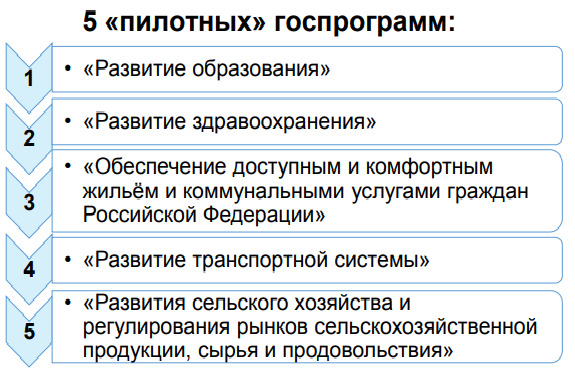 5 «пилотных» госпрограмм:
1
• «Развитие образования»
2
• «Развитие здравоохранения»
3
• «Обеспечение доступным и комфортным
жильём и коммунальными услугами граждан
Российской Федерации»
4
• «Развитие транспортной системы»
5
• «Развития сельского хозяйства и
регулирования рынков сельскохозяйственной
продукции, сырья и продовольствия»